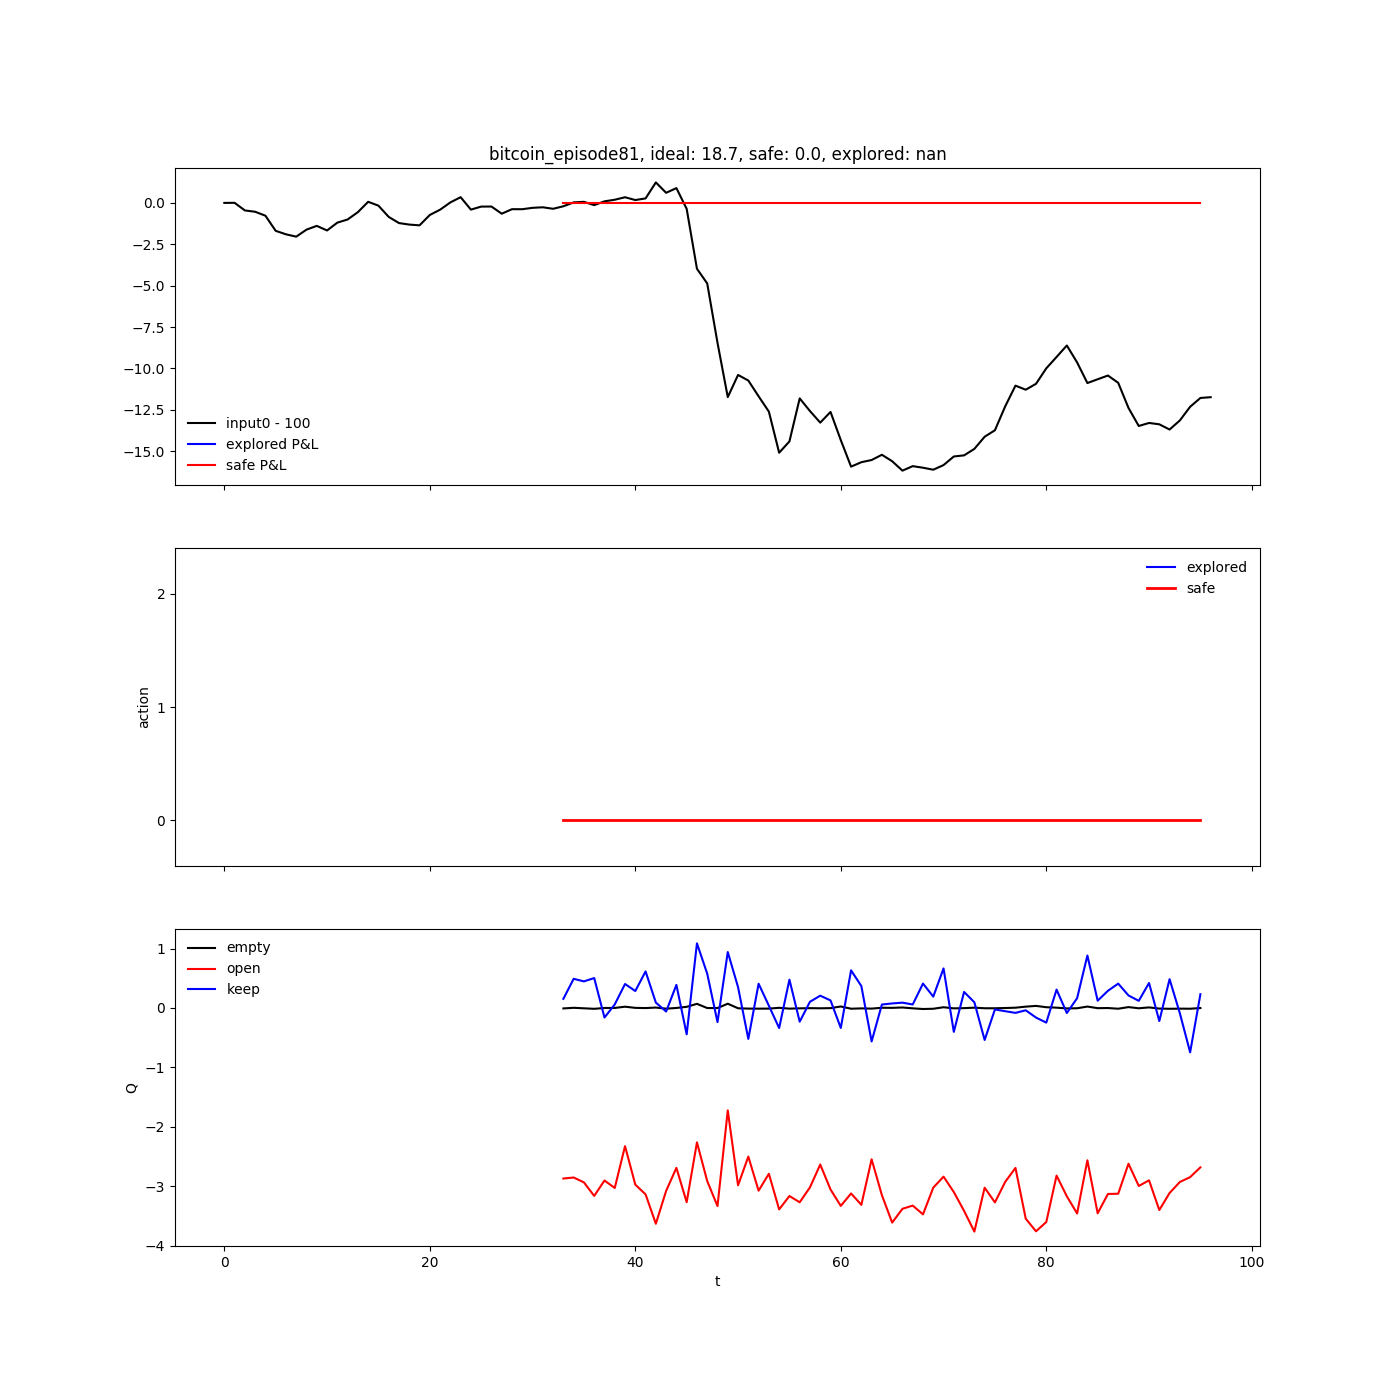 bitcoin_episode81, ideal: 18.7, safe: 0.0, explored: nan
0.0
−2.5
−5.0
−7.5
−10.0
−12.5
−15.0
input0 - 100
explored P&L
safe P&L
action
2
1
0
explored
safe
Q
1
0
−1
−2
−3
−4
empty
open
keep
0
20
40
60
80
100
t